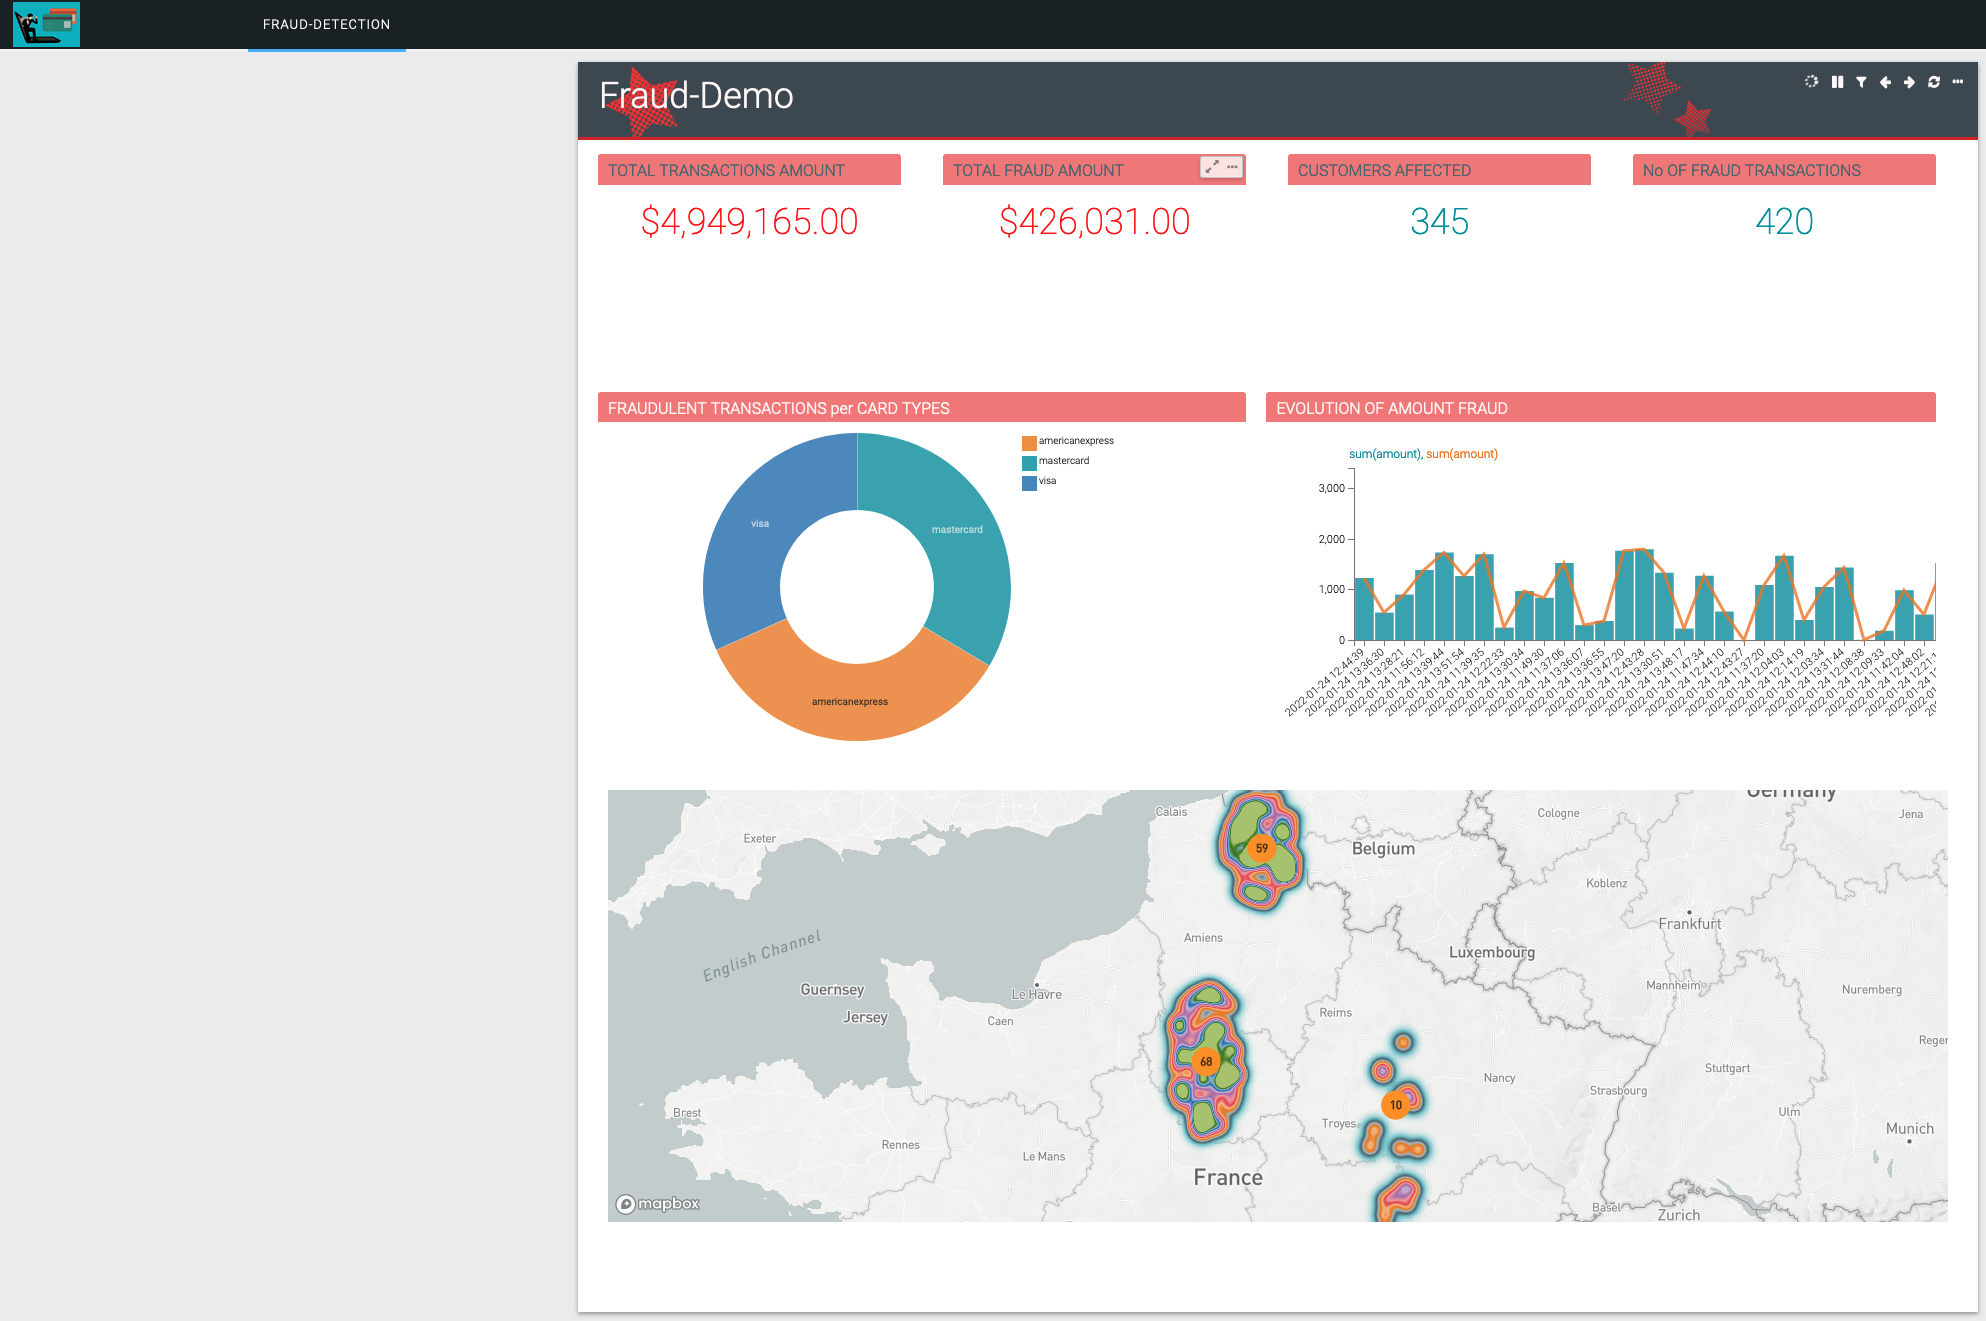 FRAUD-DETECTION
Fraud-Demo
TOTAL TRANSACTIONS AMOUNT
$4,949,165.00
TOTAL FRAUD AMOUNT
$426,031.00
CUSTOMERS AFFECTED
345
No OF FRAUD TRANSACTIONS
420
FRAUDULENT TRANSACTIONS per CARD TYPES
americanexpress
mastercard
visa
visa
mastercard
americanexpress
EVOLUTION OF AMOUNT FRAUD
sum(amount), sum(amount)
3,000
2,000
1,000
0
2022-01-24 12:44:39
2022-01-24 13:36:30
2022-01-24 13:28:21
2022-01-24 11:56:12
2022-01-24 13:39:44
2022-01-24 13:51:54
2022-01-24 11:39:35
2022-01-24 12:22:33
2022-01-24 13:30:34
2022-01-24 11:49:30
2022-01-24 11:37:06
2022-01-24 13:36:07
2022-01-24 13:36:55
2022-01-24 13:47:20
2022-01-24 12:43:28
2022-01-24 13:30:51
2022-01-24 13:48:17
2022-01-24 11:47:34
2022-01-24 12:44:10
2022-01-24 12:43:27
2022-01-24 11:37:20
2022-01-24 12:04:03
2022-01-24 12:14:19
2022-01-24 12:03:34
2022-01-24 13:31:44
2022-01-24 12:08:38
2022-01-24 12:09:33
2022-01-24 11:42:04
2022-01-24 12:48:02
Germany
Calais
Cologne
Jena
Exeter
59
Belgium
Koblenz
Frankfurt
English Channel
Amiens
Luxembourg
Guernsey
Le Havre
Mannheim
Nuremberg
Jersey
Caen
Reims
Reger
68
Nancy
Stuttgart
Strasbourg
10
Brest
Troyes
Ulm
Munich
Rennes
Le Mans
France
mapbox
Basel
Zurich